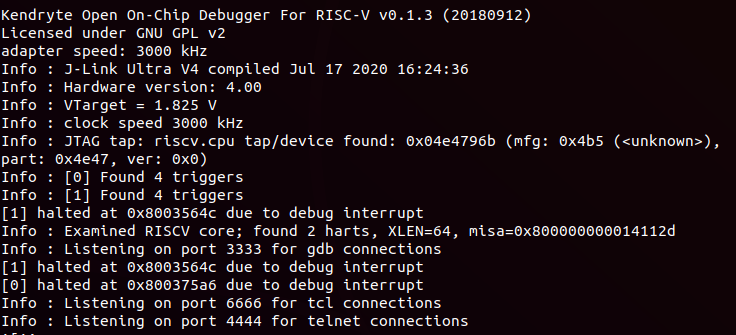 Kendryte Open On-Chip Debugger For RISC-V v0.1.3 (20180912)
Licensed under GNU GPL v2
adapter speed: 3000 kHz
Info : J-Link Ultra V4 compiled Jul 17 2020 16:24:36
Info : Hardware version: 4.00
Info : VTarget = 1.825 V
Info : clock speed 3000 kHz
Info : JTAG tap: riscv.cpu tap/device found: 0x04e4796b (mfg: 0x4b5 (<unknown>),
part: 0x4e47, ver: 0x0)
Info : [0] Found 4 triggers
Info : [1] Found 4 triggers
[1] halted at 0x8003564c due to debug interrupt
Info : Examined RISCV core; found 2 harts, XLEN=64, misa=0x800000000014112d
Info : Listening on port 3333 for gdb connections
[1] halted at 0x8003564c due to debug interrupt
[0] halted at 0x800375a6 due to debug interrupt
Info : Listening on port 6666 for tcl connections
Info : Listening on port 4444 for telnet connections